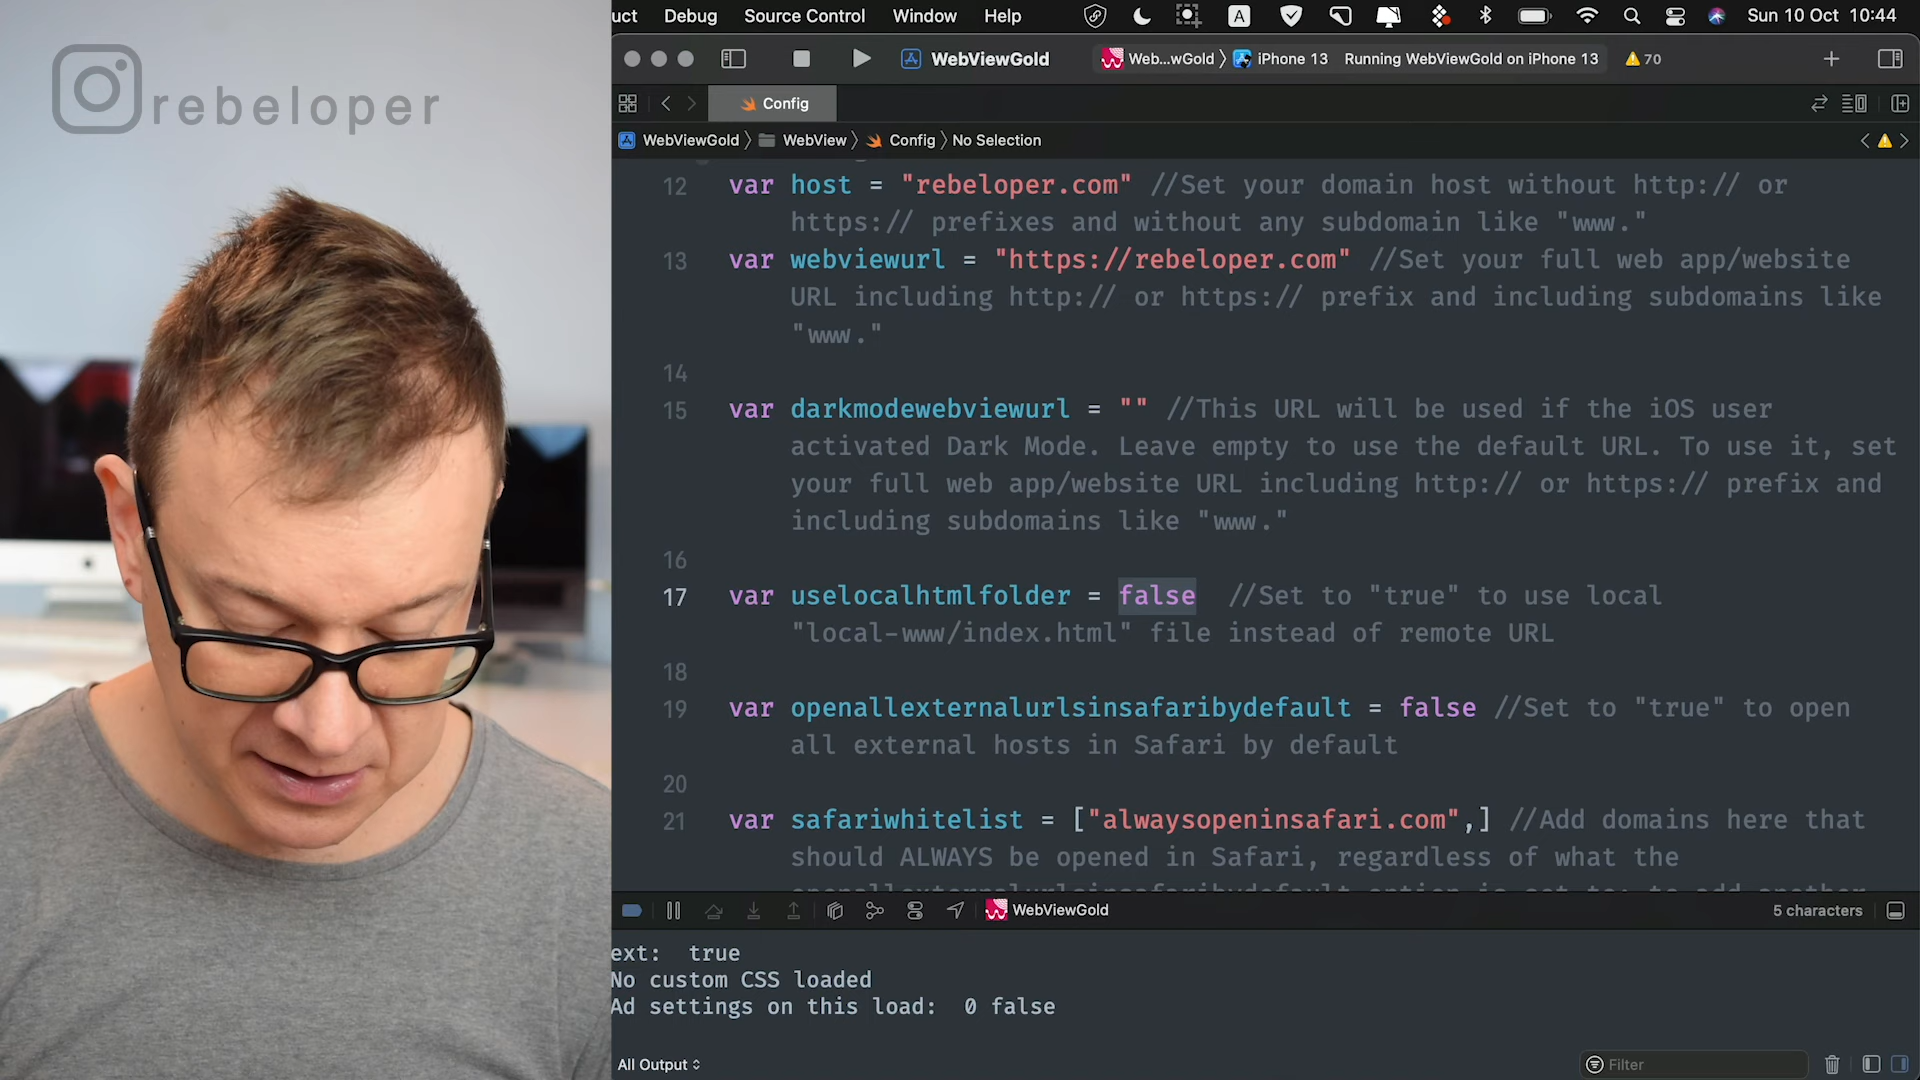 uct Debug Source Control Window Help A Sun 10 Oct 10:44
rebeloper
WebViewGold Web...wGold 〉 iPhone 13 Running WebViewGold on iPhone 13 70
Config
WebViewGold 〉 WebView 〉 Config 〉 No Selection
12 var host = "rebeloper.com" //Set your domain host without http:// or
https:// prefixes and without any subdomain like "www."
13 var webviewurl = "https://rebeloper.com" //Set your full web app/website
URL including http:// or https:// prefix and including subdomains like
"www."
14
15 var darkmodewebviewurl = "" //This URL will be used if the iOS user
activated Dark Mode. Leave empty to use the default URL. To use it, set
your full web app/website URL including http:// or https:// prefix and
including subdomains like "www."
16
17 var uselocalhtmlfolder = false //Set to "true" to use local
"local-www/index.html" file instead of remote URL
18
19 var openallexternalurlsinsafaribydefault = false //Set to "true" to open
all external hosts in Safari by default
20
21 var safariwhitelist = ["alwaysopeninsafari.com",] //Add domains here that
should ALWAYS be opened in Safari, regardless of what the
openallexternalurlsinsafaribydefault option is set to; to add another
WebViewGold 5 characters
ext: true
No custom CSS loaded
Ad settings on this load: 0 false
All Output Filter